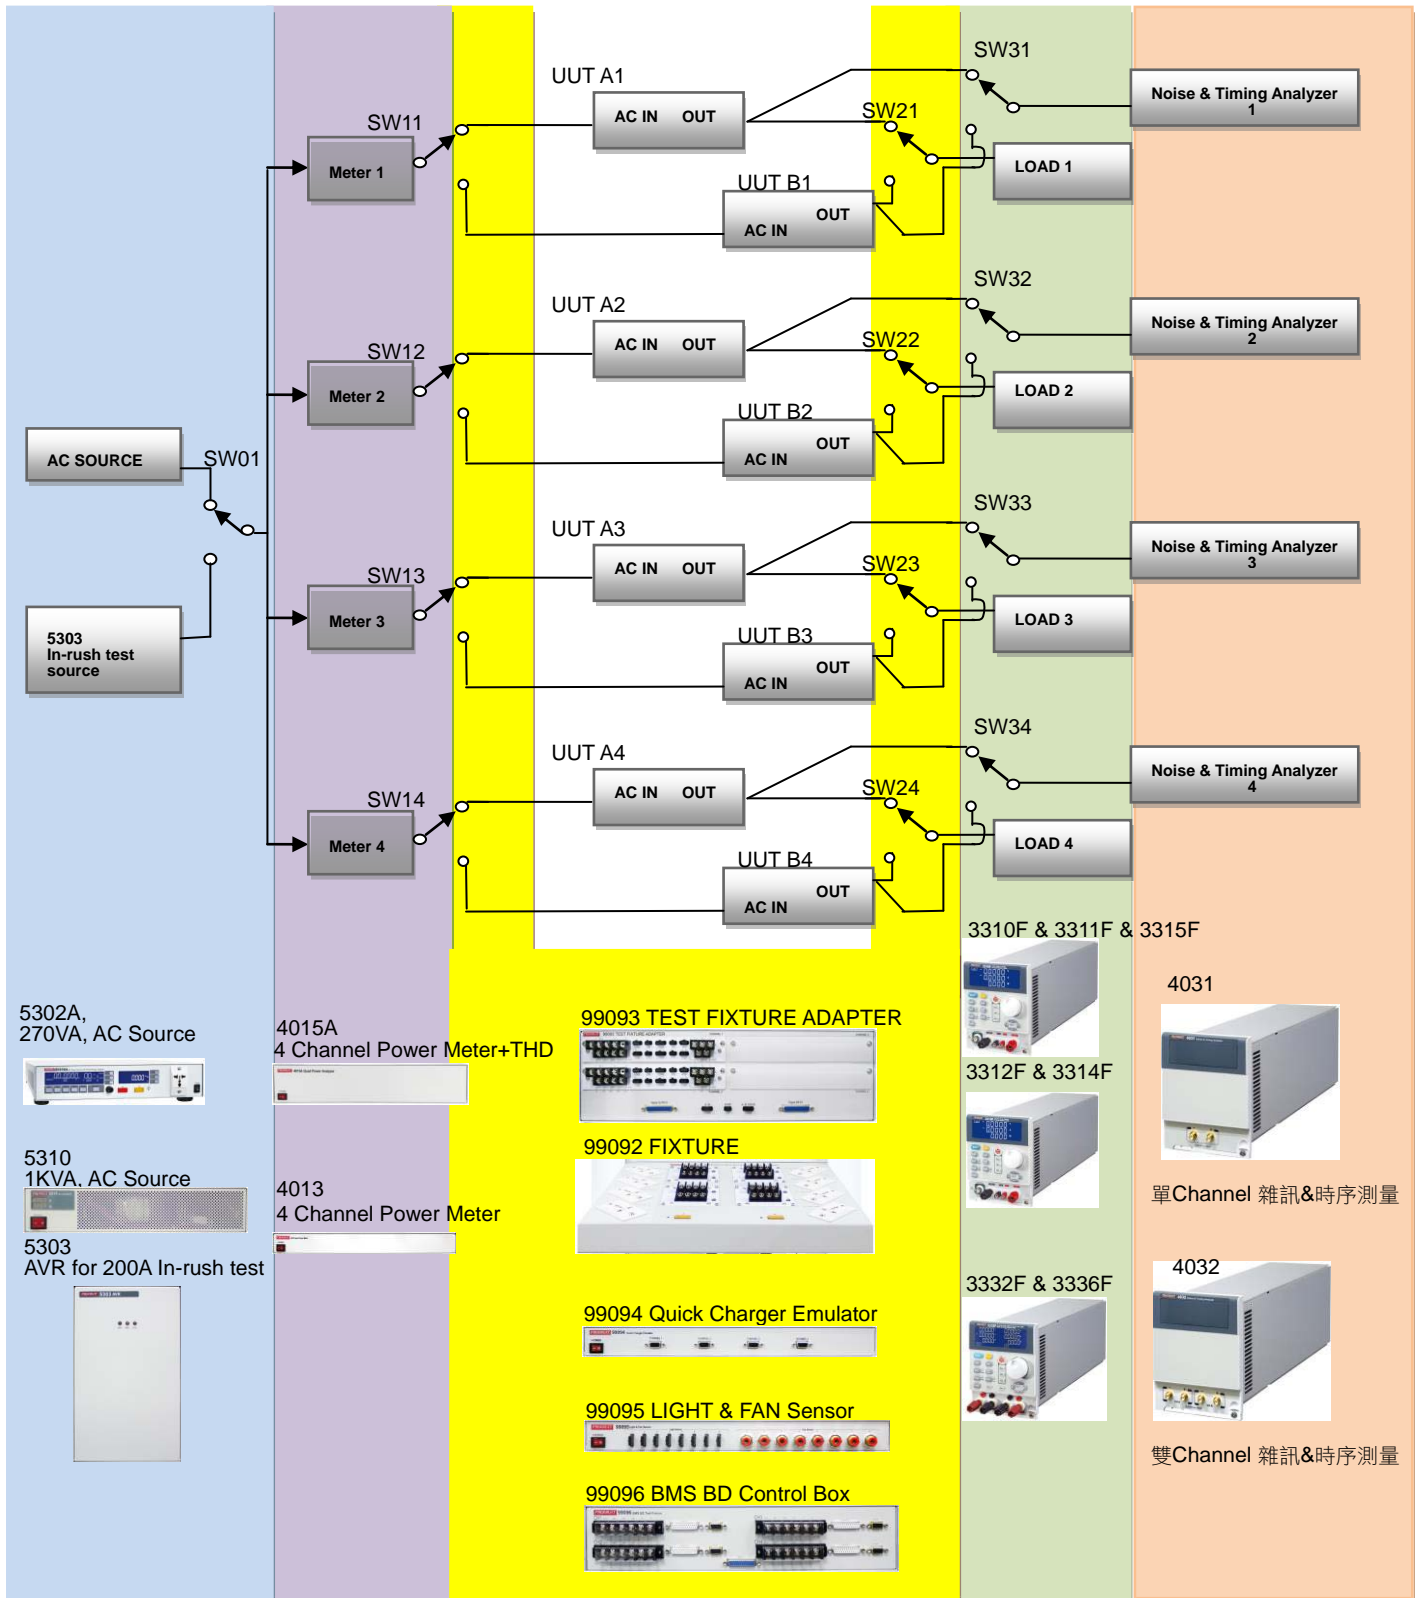 SW31
UUT A1
AC IN OUT
Noise & Timing Analyzer
1
SW11
SW21
Meter 1
LOAD 1
UUT B1
OUT
AC IN
SW32
UUT A2
AC IN OUT
Noise & Timing Analyzer
2
SW12
SW22
Meter 2
LOAD 2
UUT B2
OUT
AC IN
AC SOURCE
SW01
SW33
UUT A3
AC IN OUT
Noise & Timing Analyzer
3
SW13
SW23
Meter 3
LOAD 3
5303
In-rush test
source
UUT B3
OUT
AC IN
SW34
UUT A4
AC IN OUT
Noise & Timing Analyzer
4
SW14
SW24
Meter 4
LOAD 4
UUT B4
OUT
AC IN
5302A,
270VA, AC Source
5310
1KVA, AC Source
5303
AVR for 200A In-rush test
5303 AVR
4015A
4 Channel Power Meter+THD
4013
4 Channel Power Meter
99093 TEST FIXTURE ADAPTER
99092 FIXTURE
99094 Quick Charger Emulator
99095 LIGHT & FAN Sensor
99096 BMS BD Control Box
3310F & 3311F & 3315F
3312F & 3314F
3332F & 3336F
4031
單Channel 雜訊&時序測量
4032
雙Channel 雜訊&時序測量